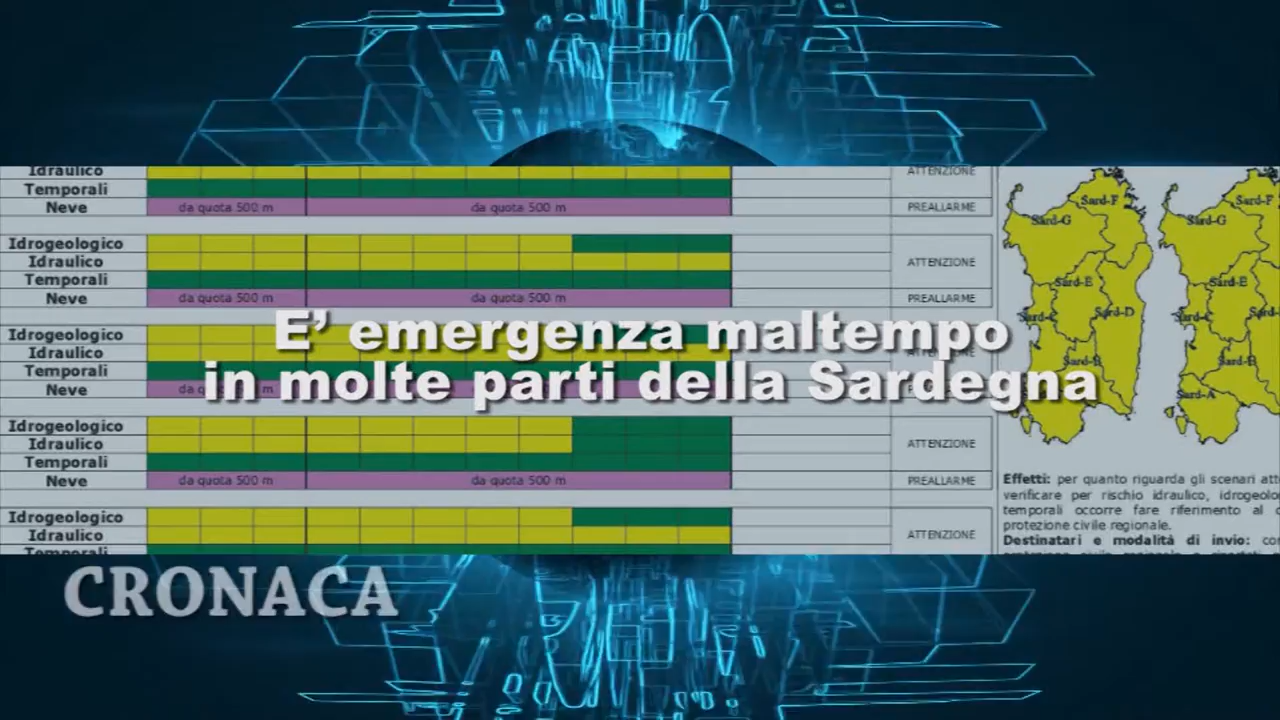 Idraulico
ATTENZIONE
Temporali
Neve da quota 500 m da quota 500 m PREALLARME
Idrogeologico
Idraulico ATTENZIONE
Temporali
Neve da quota 500 m da quota 500 m PREALLARME
Idrogeologico
Idraulico
Temporali
Neve
E’ emergenza maltempo
in molte parti della Sardegna
Idrogeologico
Idraulico ATTENZIONE
Temporali
Neve da quota 500 m da quota 500 m PREALLARME
Idrogeologico
Idraulico ATTENZIONE
Temporali
Sard-F
Sard-G
Sard-E
Sard-D
Sard-B
Sard-F
Sard-G
Sard-E
Sard-B
Sard-A
Effetti: per quanto riguarda gli scenari
verificare per rischio idraulico,
temporali occorre fare riferimento al
protezione civile regionale.
Destinatari e modalità di invio:
CRONACA